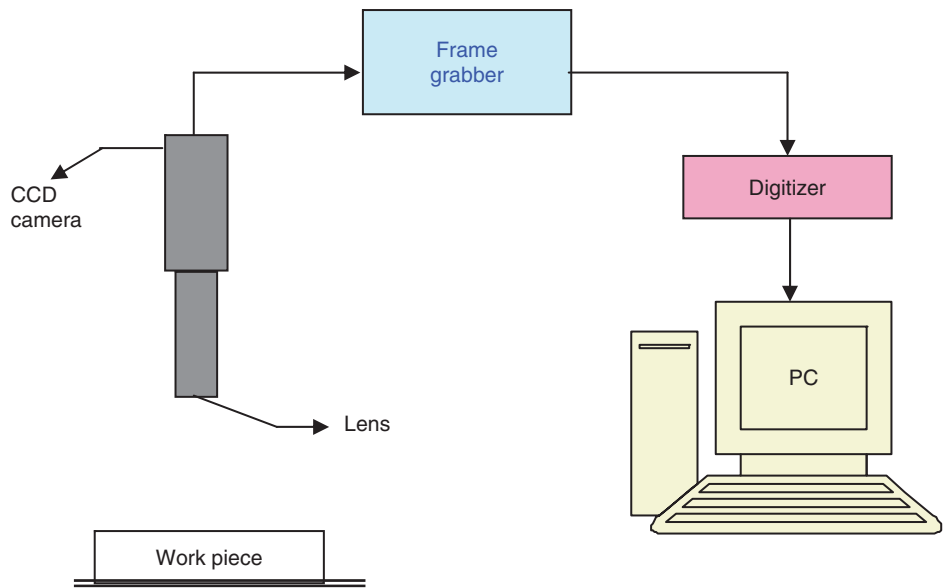 Frame
grabber
CCD
camera
Digitizer
PC
Lens
Work piece